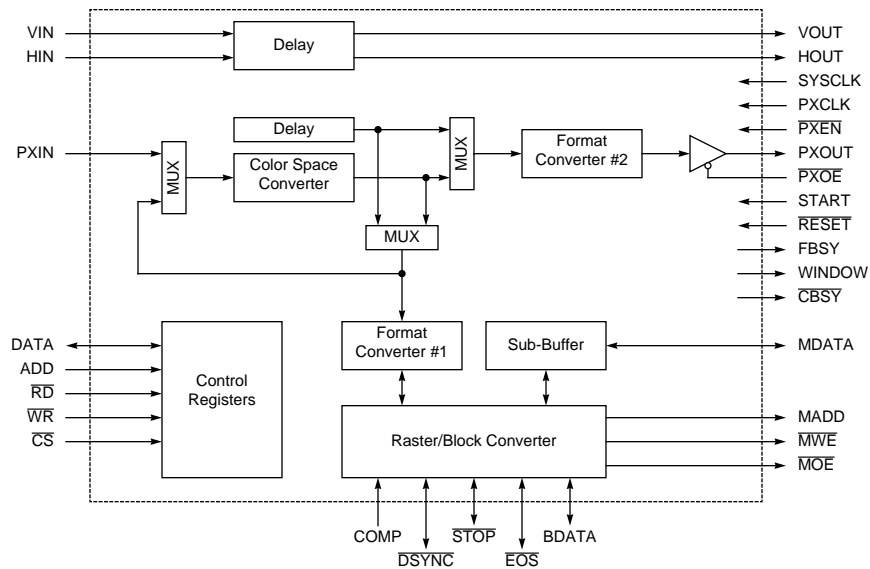 VIN
HIN
Delay
VOUT
HOUT
SYSCLK
PXCLK
PXEN
PXIN
MUX
Delay
Color Space
Converter
MUX
Format
Converter #2
PXOUT
PXOE
START
RESET
MUX
FBSY
WINDOW
CBSY
DATA
ADD
RD
WR
CS
Control
Registers
Format
Converter #1
Sub-Buffer
MDATA
Raster/Block Converter
MADD
MWE
MOE
COMP
DSYNC
STOP
EOS
BDATA